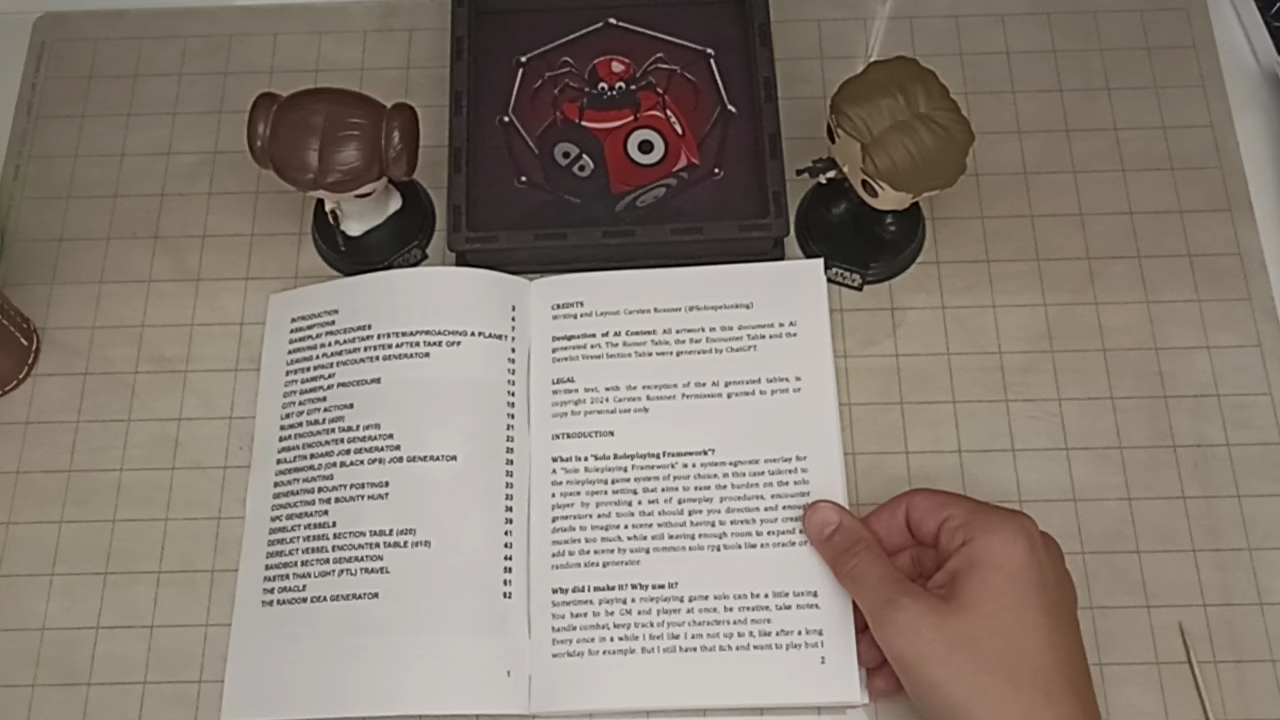 INTRODUCTION
ASSUMPTIONS
GAMEPLAY PROCEDURES
ARRIVING IN A PLANETARY SYSTEM/APPROACHING A PLANET 7
LEAVING A PLANETARY SYSTEM AFTER TAKE OFF
SYSTEM SPACE ENCOUNTER GENERATOR 10
CITY GAMEPLAY 12
CITY GAMEPLAY PROCEDURE 13
CITY ACTIONS 14
LIST OF CITY ACTIONS
RUMOR TABLE (d20)
BAR ENCOUNTER TABLE (d10) 21
URBAN ENCOUNTER GENERATOR 23
BULLETIN BOARD JOB GENERATOR
UNDERWORLD (OR BLACK OPS) JOB GENERATOR
BOUNTY HUNTING 32
GENERATING BOUNTY POSTINGS 33
CONDUCTING THE BOUNTY HUNT 33
NPC GENERATOR
DERELICT VESSELS
DERELICT VESSEL SECTION TABLE (d20) 41
DERELICT VESSEL ENCOUNTER TABLE (d10) 43
SANDBOX SECTOR GENERATION 44
FASTER THAN LIGHT (FTL) TRAVEL
THE ORACLE 61
THE RANDOM IDEA GENERATOR 62
1
CREDITS
Writing and Layout: Carsten Rossner (@Solospelunking)
Designation of AI Content: All artwork in this document is AI
generated art. The Rumor Table, the Bar Encounter Table and the
Derelict Vessel Section Table were generated by ChatGPT.
LEGAL
Written text, with the exception of the AI generated tables, is
copyright 2024 Carsten Rossner. Permission granted to print or
copy for personal use only.
INTRODUCTION
What is a "Solo Roleplaying Framework"?
A "Solo Roleplaying Framework" is a system-agnostic overlay for
the roleplaying game system of your choice, in this case tailored to
a space opera setting, that aims to ease the burden on the solo
player by providing a set of gameplay procedures, encounter
generators and tools that should give you direction and enough
details to imagine a scene without having to stretch your
muscles too much, while still leaving enough room to expand
add to the scene by using common solo rpg tools like an oracle or
random idea generator.
Why did I make it? Why use it?
Sometimes, playing a roleplaying game solo can be a little taxing.
You have to be GM and player at once, be creative, take notes,
handle combat, keep track of your characters and more.
Every once in a while I feel like I am not up to it, like after a long
workday for example. But I still have that itch and want to play but I
2
STAR WARS